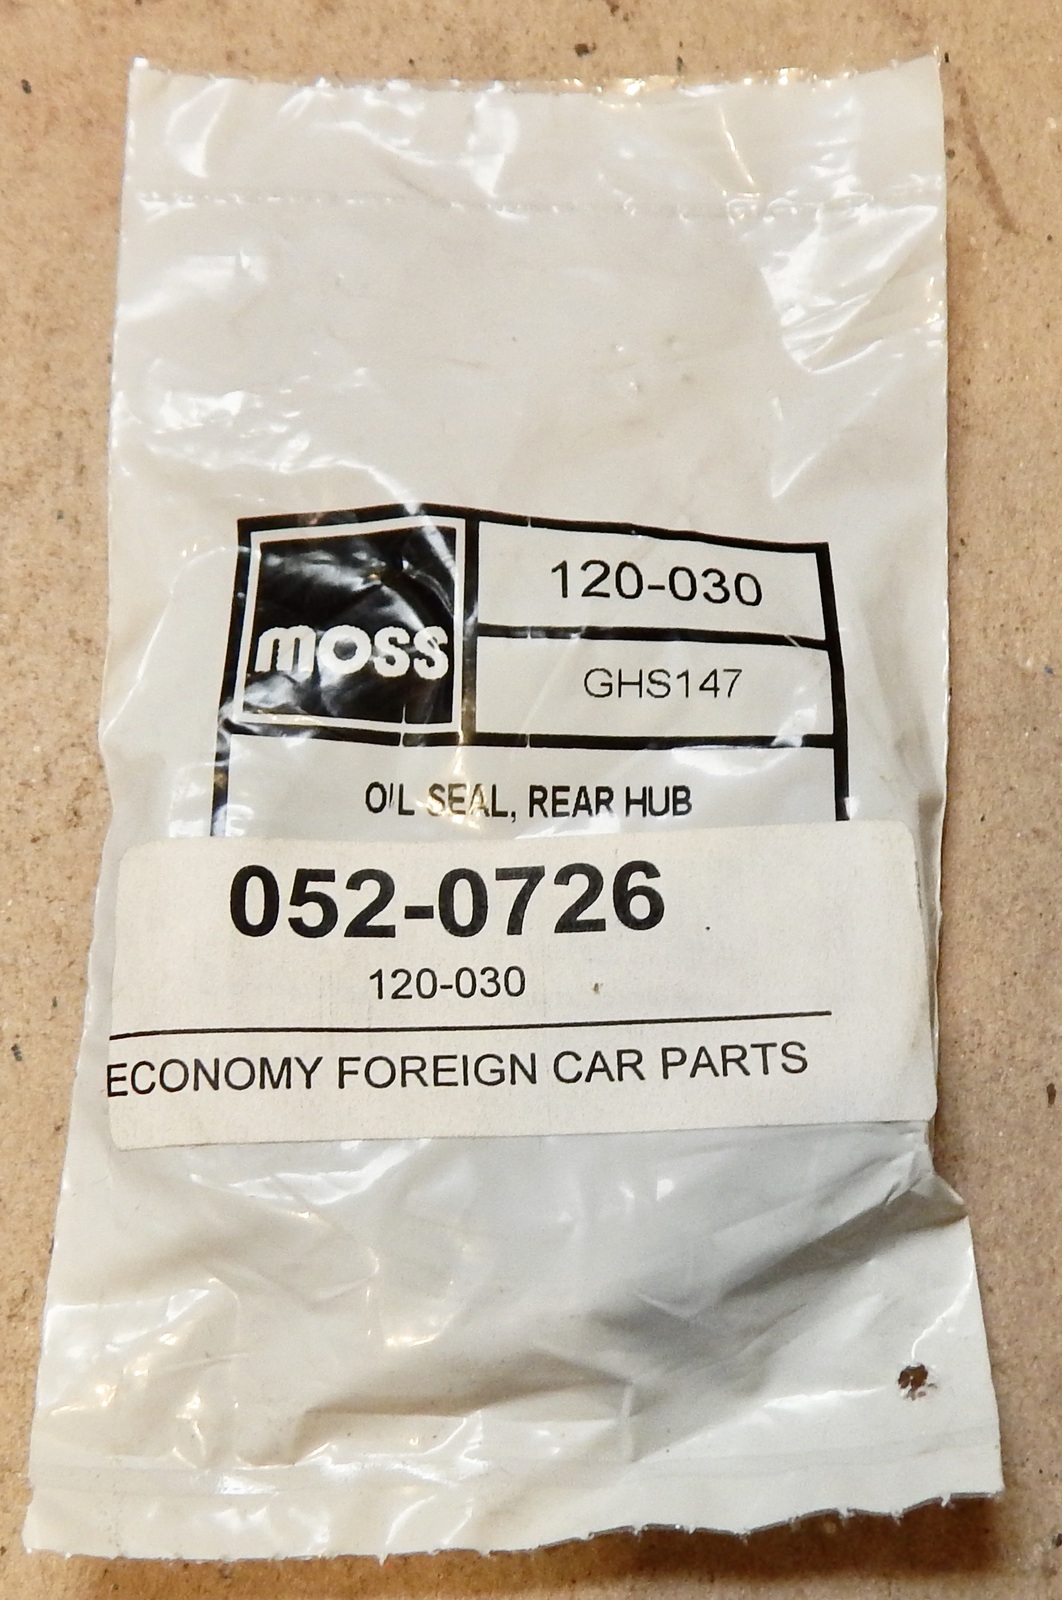 moss
120-030
GHS147
OIL SEAL, REAR HUB
052-0726
120-030
ECONOMY FOREIGN CAR PARTS